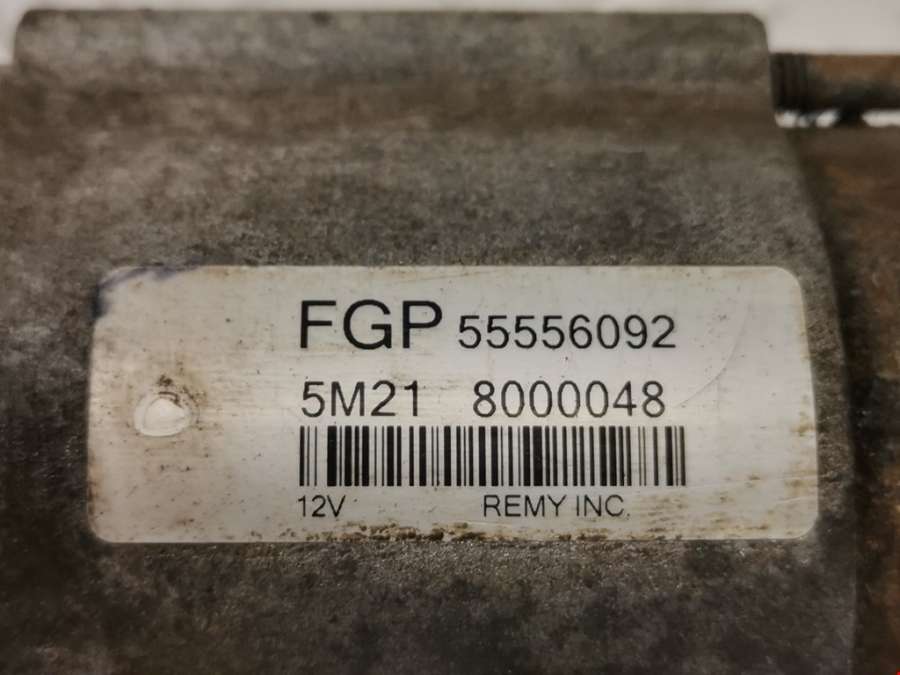 FGP 55556092
5M21 8000048
12V REMY INC.